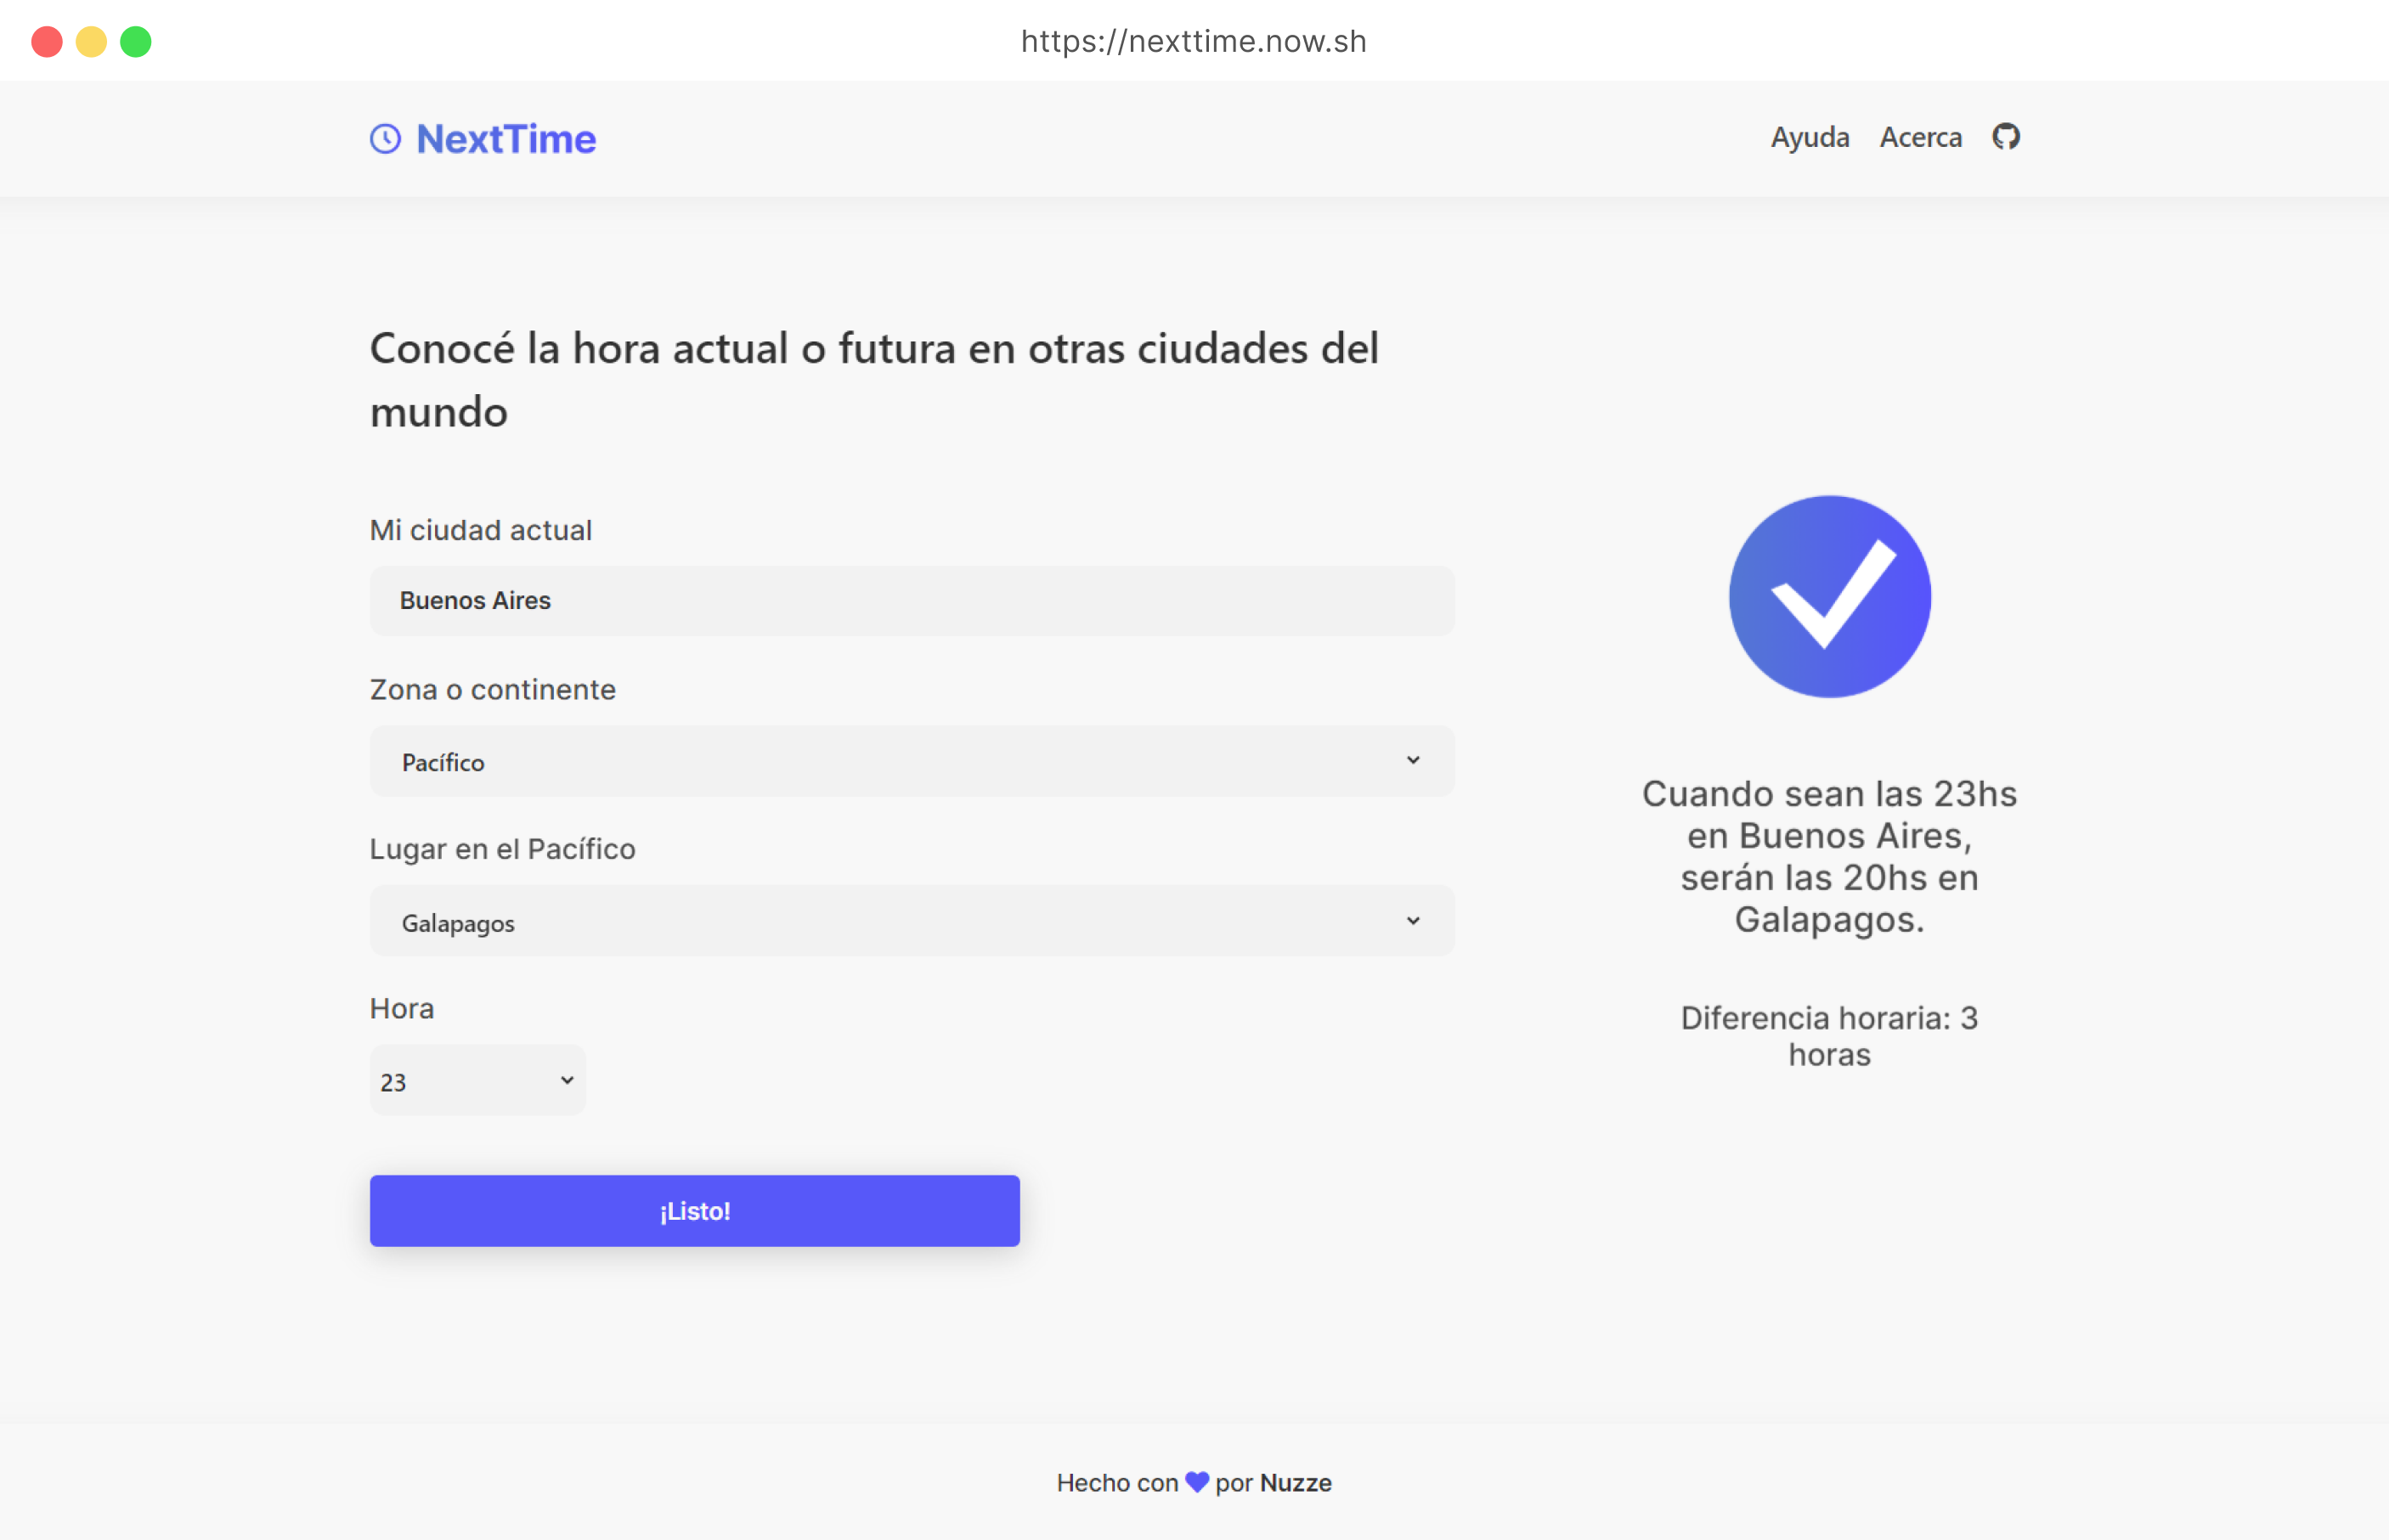 https://nexttime.now.sh
NextTime
Ayuda
Acerca
Conocé la hora actual o futura en otras ciudades del
mundo
Mi ciudad actual
Buenos Aires
Zona o continente
Pacífico
Lugar en el Pacífico
Galapagos
Hora
23
¡Listo!
Cuando sean las 23hs
en Buenos Aires,
serán las 20hs en
Galapagos.
Diferencia horaria: 3
horas
Hecho con por Nuzze